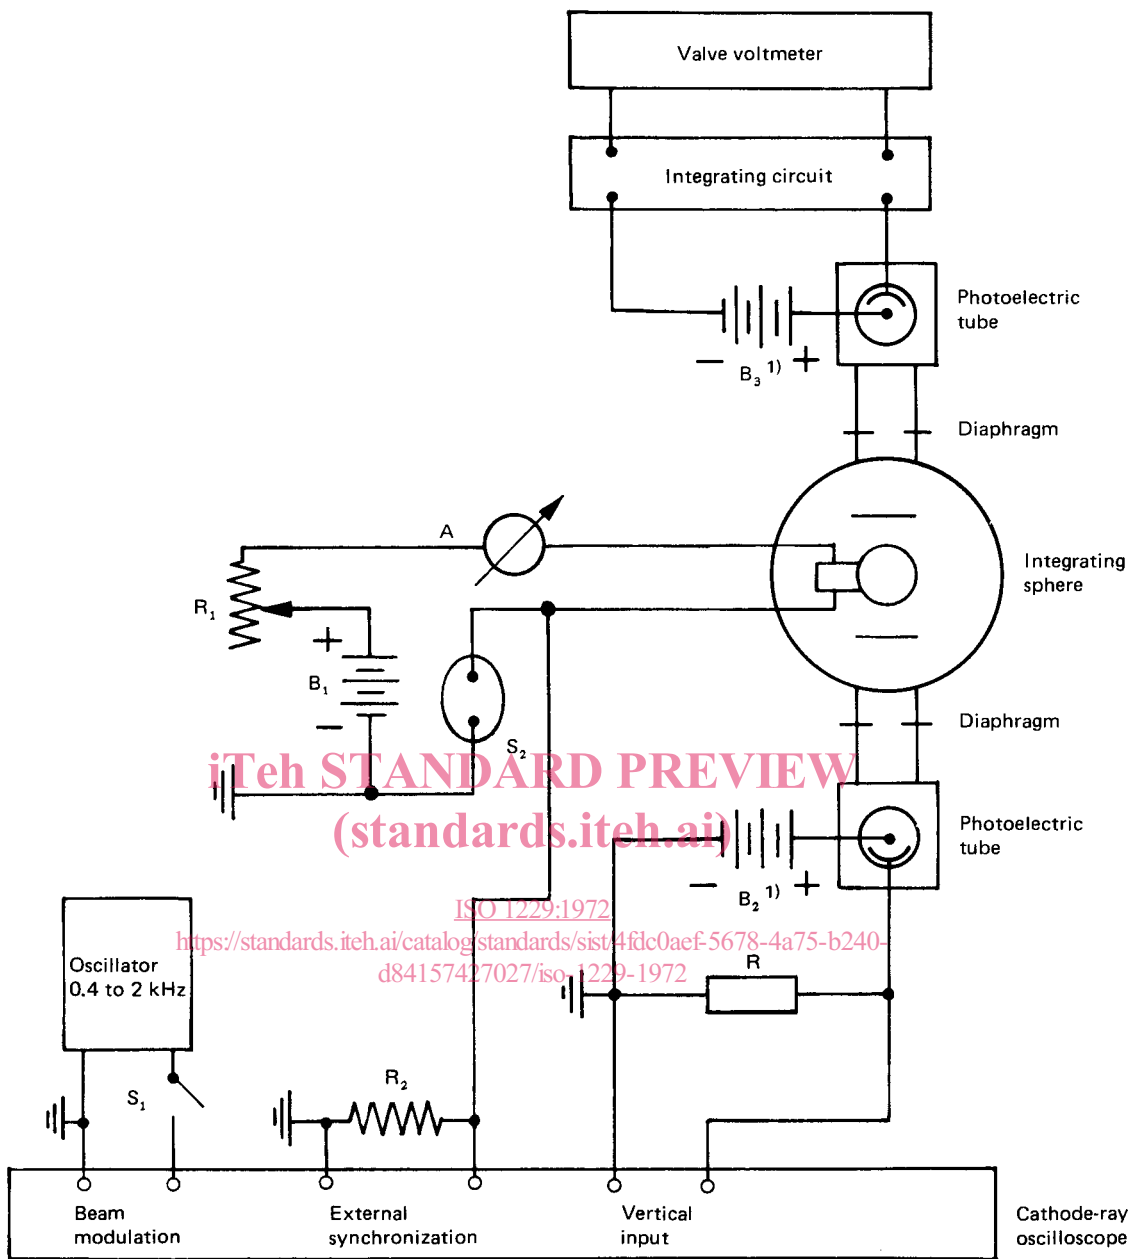 Valve voltmeter
Integrating circuit
Photoelectric
tube
− B₃ ¹⁾ +
Diaphragm
A
Integrating
sphere
R₁
+
B₁
−
S₂
Diaphragm
iTeh STANDARD PREVIEW
(standards.iteh.ai)
Photoelectric
tube
− B₂ ¹⁾ +
ISO 1229:1972
https://standards.iteh.ai/catalog/standards/sist/4fdc0aef-5678-4a75-b240-
d84157427027/iso-1229-1972
R
Oscillator
0.4 to 2 kHz
S₁
R₂
Beam
modulation
External
synchronization
Vertical
input
Cathode-ray
oscilloscope